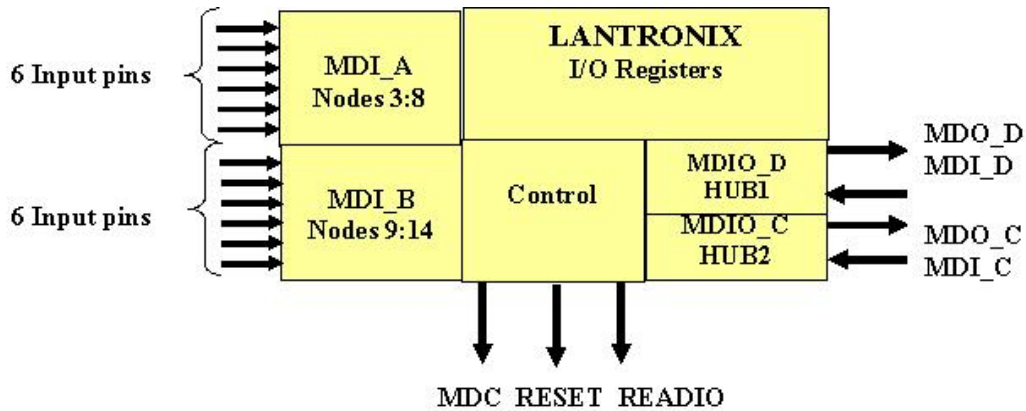 LANTRONIX
I/O Registers
6 Input pins
MDI_A
Nodes 3:8
6 Input pins
MDI_B
Nodes 9:14
Control
MDIO_D
HUB1
MDIO_C
HUB2
MDO_D
MDI_D
MDO_C
MDI_C
MDC RESET READIO